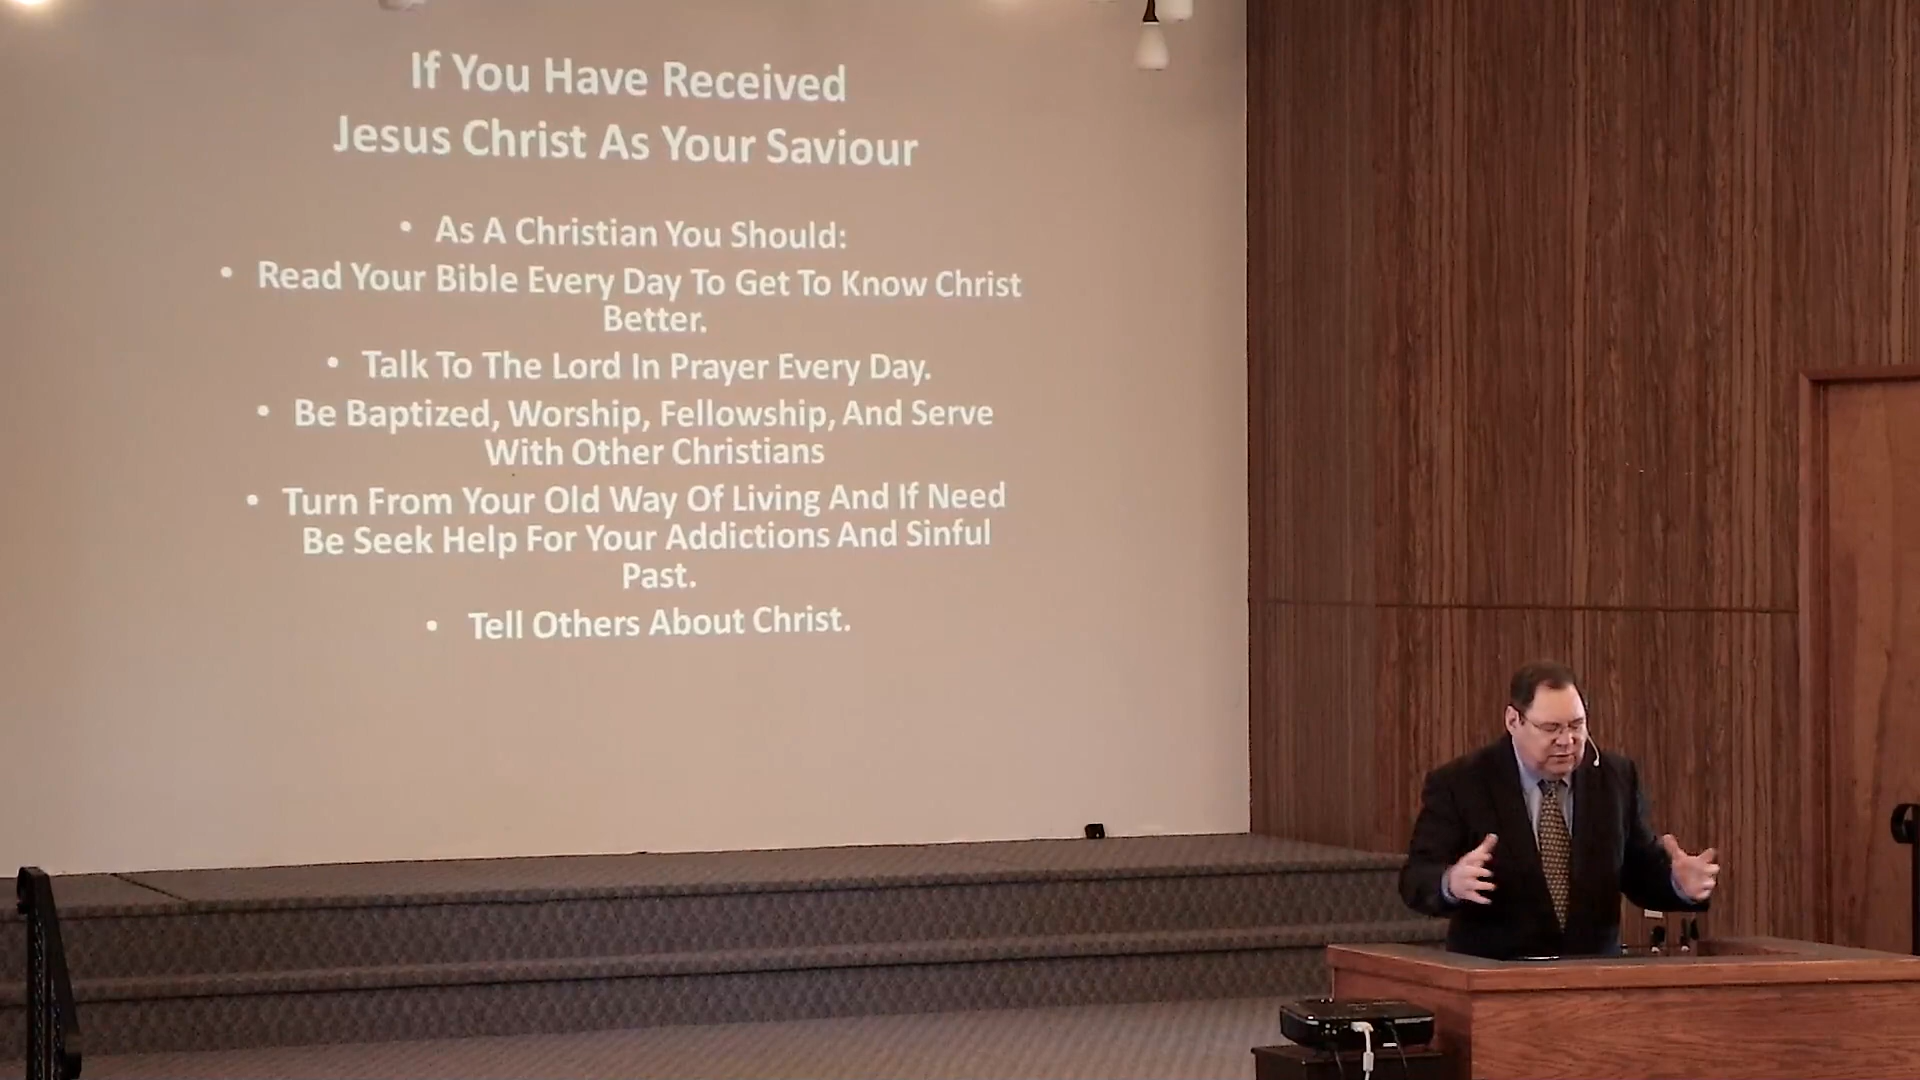 If You Have Received
Jesus Christ As Your Saviour
• As A Christian You Should:
• Read Your Bible Every Day To Get To Know Christ
Better.
• Talk To The Lord In Prayer Every Day.
• Be Baptized, Worship, Fellowship, And Serve
With Other Christians
• Turn From Your Old Way Of Living And If Need
Be Seek Help For Your Addictions And Sinful
Past.
• Tell Others About Christ.